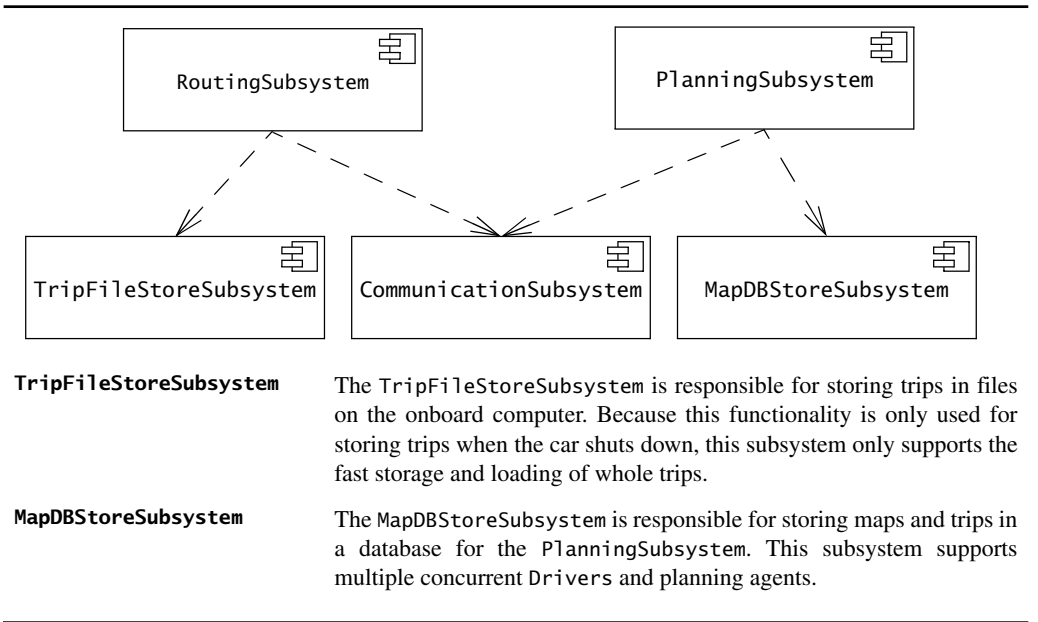 RoutingSubsystem
PlanningSubsystem
TripFileStoreSubsystem
CommunicationSubsystem
MapDBStoreSubsystem
TripFileStoreSubsystem
The TripFileStoreSubsystem is responsible for storing trips in files
on the onboard computer. Because this functionality is only used for
storing trips when the car shuts down, this subsystem only supports the
fast storage and loading of whole trips.
MapDBStoreSubsystem
The MapDBStoreSubsystem is responsible for storing maps and trips in
a database for the PlanningSubsystem. This subsystem supports
multiple concurrent Drivers and planning agents.